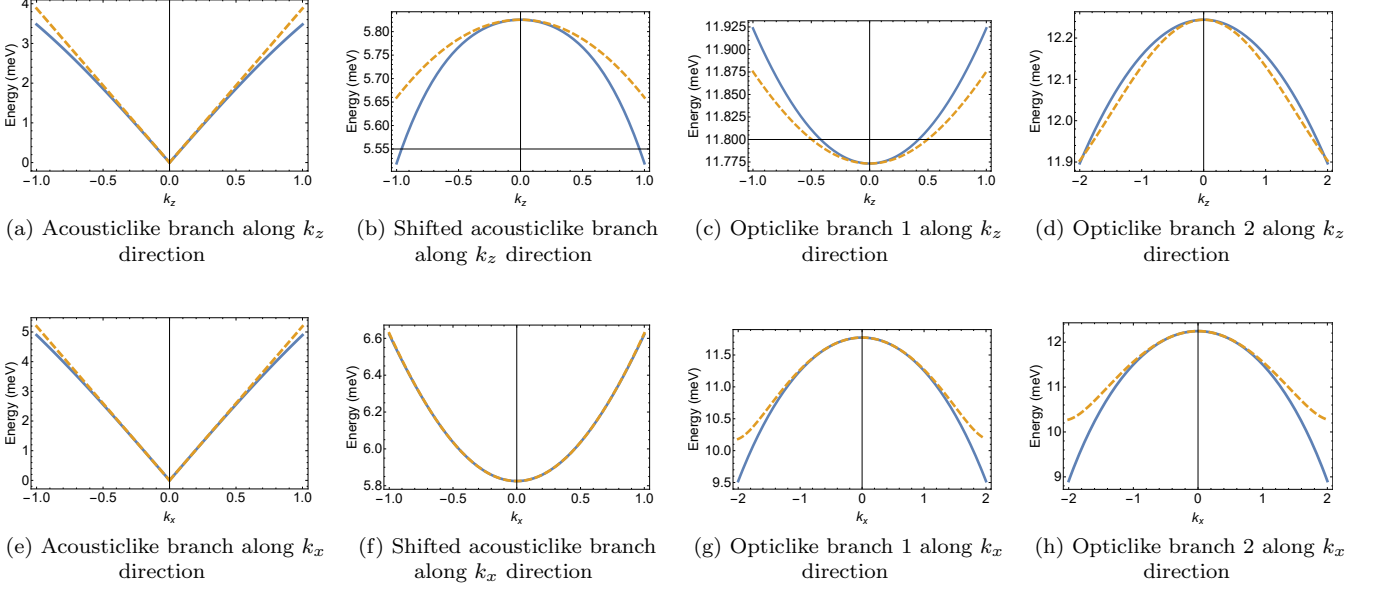 4
3
2
1
0
Energy (meV)
−1.0 −0.5 0.0 0.5 1.0
k_z
5.80
5.75
5.70
5.65
5.60
5.55
Energy (meV)
−1.0 −0.5 0.0 0.5 1.0
k_z
11.925
11.900
11.875
11.850
11.825
11.800
11.775
Energy (meV)
−1.0 −0.5 0.0 0.5 1.0
k_z
12.2
12.1
12.0
11.9
Energy (meV)
−2 −1 0 1 2
k_z
(a) Acousticlike branch along k_z
direction
(b) Shifted acousticlike branch
along k_z direction
(c) Opticlike branch 1 along k_z
direction
(d) Opticlike branch 2 along k_z
direction
5
4
3
2
1
0
Energy (meV)
−1.0 −0.5 0.0 0.5 1.0
k_x
6.6
6.4
6.2
6.0
5.8
Energy (meV)
−1.0 −0.5 0.0 0.5 1.0
k_x
11.5
11.0
10.5
10.0
9.5
Energy (meV)
−2 −1 0 1 2
k_x
12
11
10
9
Energy (meV)
−2 −1 0 1 2
k_x
(e) Acousticlike branch along k_x
direction
(f) Shifted acousticlike branch
along k_x direction
(g) Opticlike branch 1 along k_x
direction
(h) Opticlike branch 2 along k_x
direction